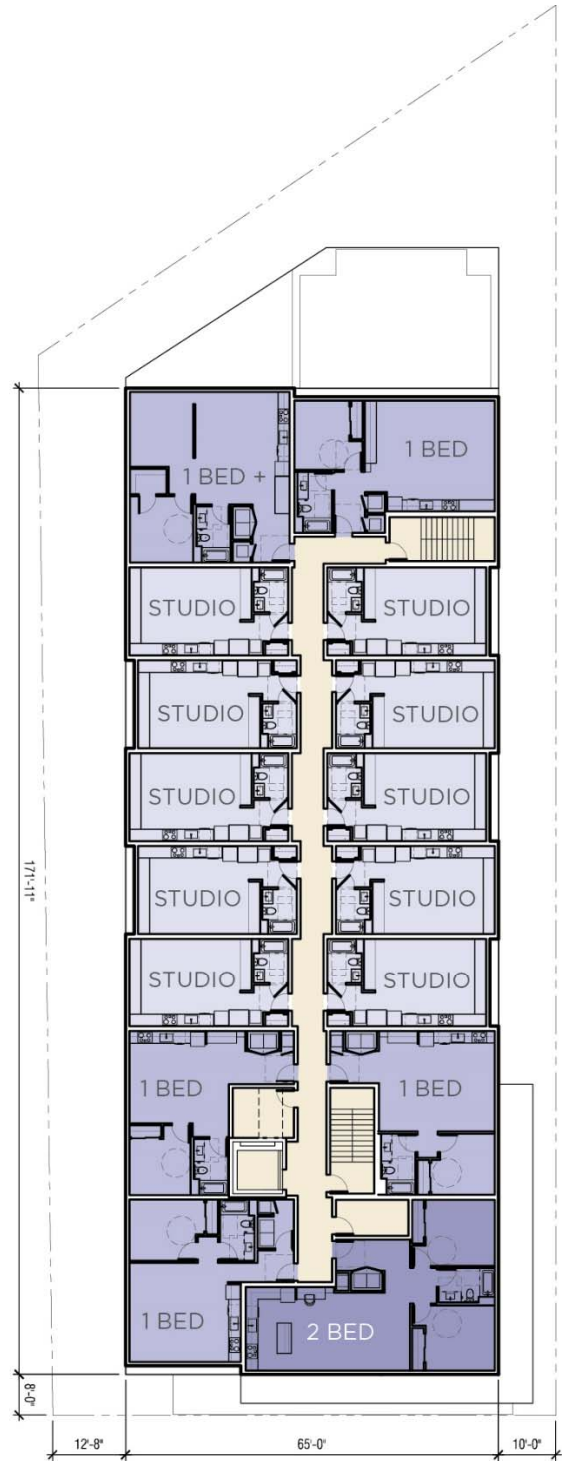 1 BED +
1 BED
STUDIO
STUDIO
STUDIO
STUDIO
STUDIO
STUDIO
STUDIO
STUDIO
STUDIO
STUDIO
1 BED
1 BED
1 BED
2 BED
171'-11"
8'-0"
12'-8"
65'-0"
10'-0"